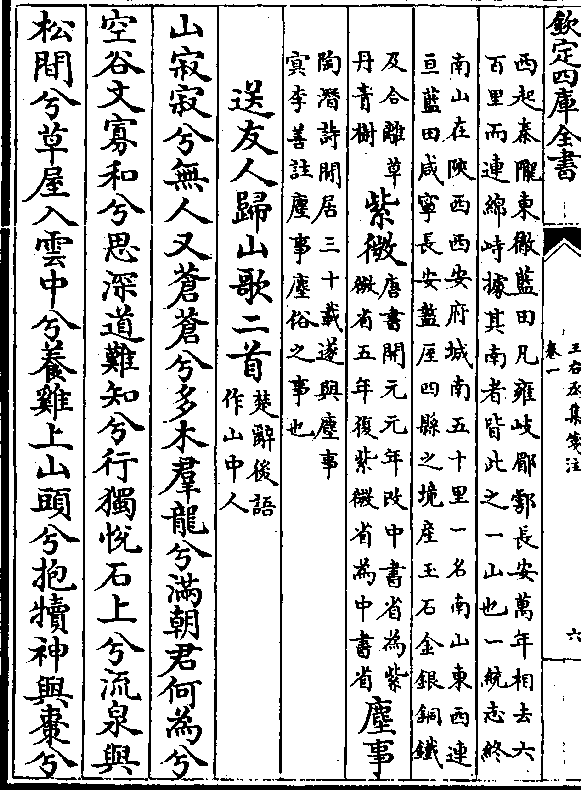 欽定四庫全書
王右丞集箋注
卷一
六
西起秦隴東徹藍田凡雍岐郿鄠長安萬年相去六
百里而連綿峙據其南者皆此之一山也一統志終
南山在陝西西安府城南五十里一名南山東西連
亘藍田咸寧長安盩厔四縣之境產玉石金銀銅鐵
及合離草
丹青樹
紫微
唐書開元元年改中書省為紫
微省五年復紫微省為中書省
塵事
陶潛詩閒居三十載遂與塵事
冥李善註塵事塵俗之事也
送友人歸山歌二首
楚辭後語
作山中人
山寂寂兮無人又蒼蒼兮多木羣龍兮滿朝君何為兮
空谷文寡和兮思深道難知兮行獨悅石上兮流泉與
松間兮草屋入雲中兮養雞上山頭兮抱犢神與棗兮